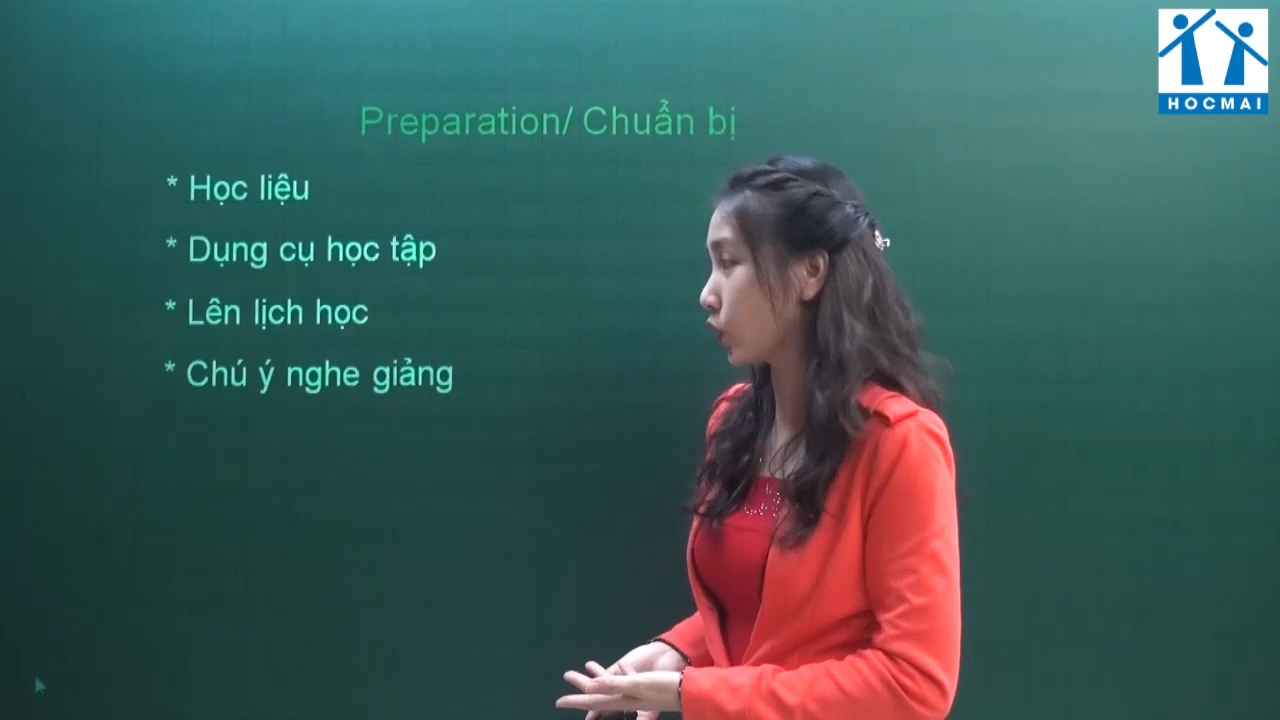 HOCMAI
Preparation/ Chuẩn bị
* Học liệu
* Dụng cụ học tập
* Lên lịch học
* Chú ý nghe giảng